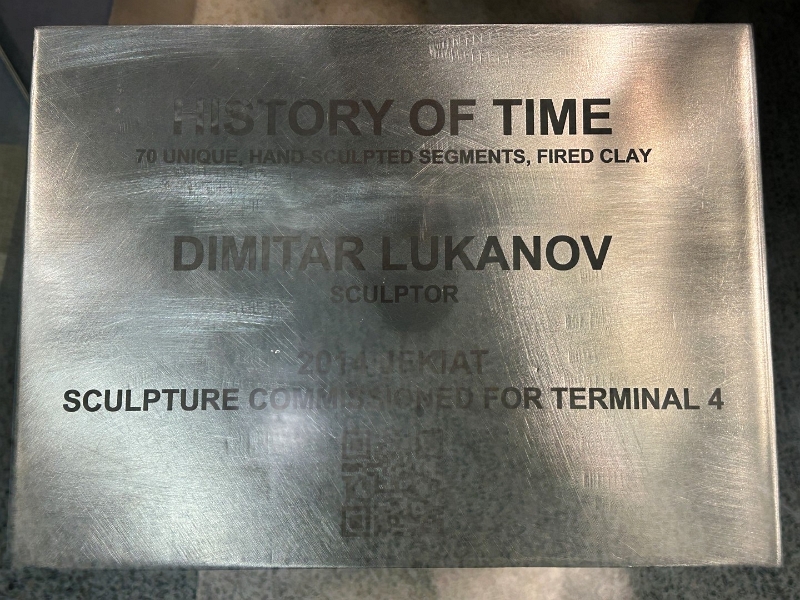 HISTORY OF TIME
70 UNIQUE, HAND-SCULPTED SEGMENTS, FIRED CLAY
DIMITAR LUKANOV
SCULPTOR
2014 JFKIAT
SCULPTURE COMMISSIONED FOR TERMINAL 4